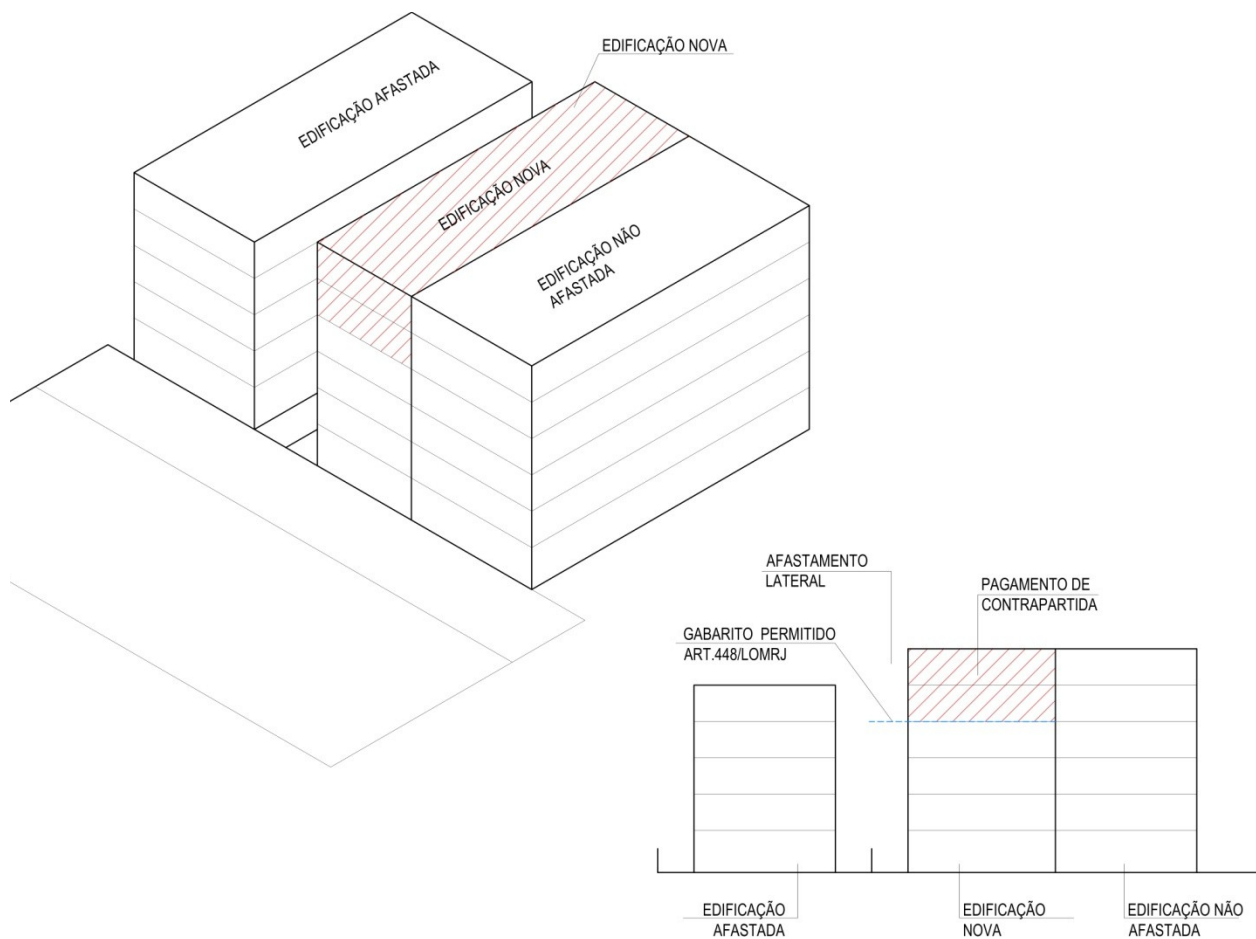 EDIFICAÇÃO NOVA
EDIFICAÇÃO AFASTADA
EDIFICAÇÃO NOVA
EDIFICAÇÃO NÃO
AFASTADA
AFASTAMENTO
LATERAL
PAGAMENTO DE
CONTRAPARTIDA
GABARITO PERMITIDO
ART.448/LOMRJ
EDIFICAÇÃO
AFASTADA
EDIFICAÇÃO
NOVA
EDIFICAÇÃO NÃO
AFASTADA